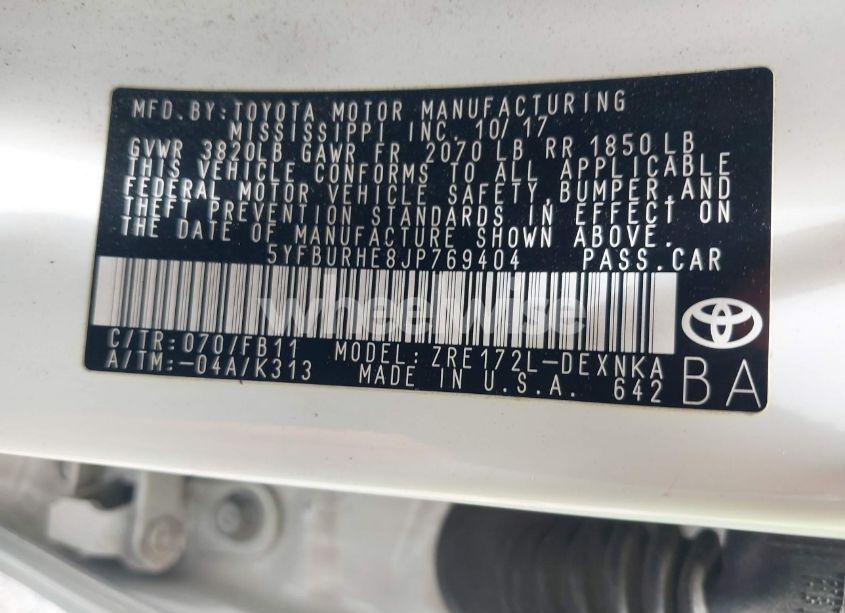 MFD.BY:TOYOTA MOTOR MANUFACTURING
MISSISSIPPI INC. 10/17
GVWR 3820LB GAWR FR 2070 LB RR 1850LB
THIS VEHICLE CONFORMS TO ALL APPLICABLE
FEDERAL MOTOR VEHICLE SAFETY,BUMPER,AND
THEFT PREVENTION STANDARDS IN EFFECT ON
THE DATE OF MANUFACTURE SHOWN ABOVE.
5YFBURHE8JP769404 PASS.CAR
wheelwise
C/TR:070/FB11 MODEL:ZRE172L-DEXNKA
A/TM:-04A/K313 MADE IN U.S.A. 642
BA